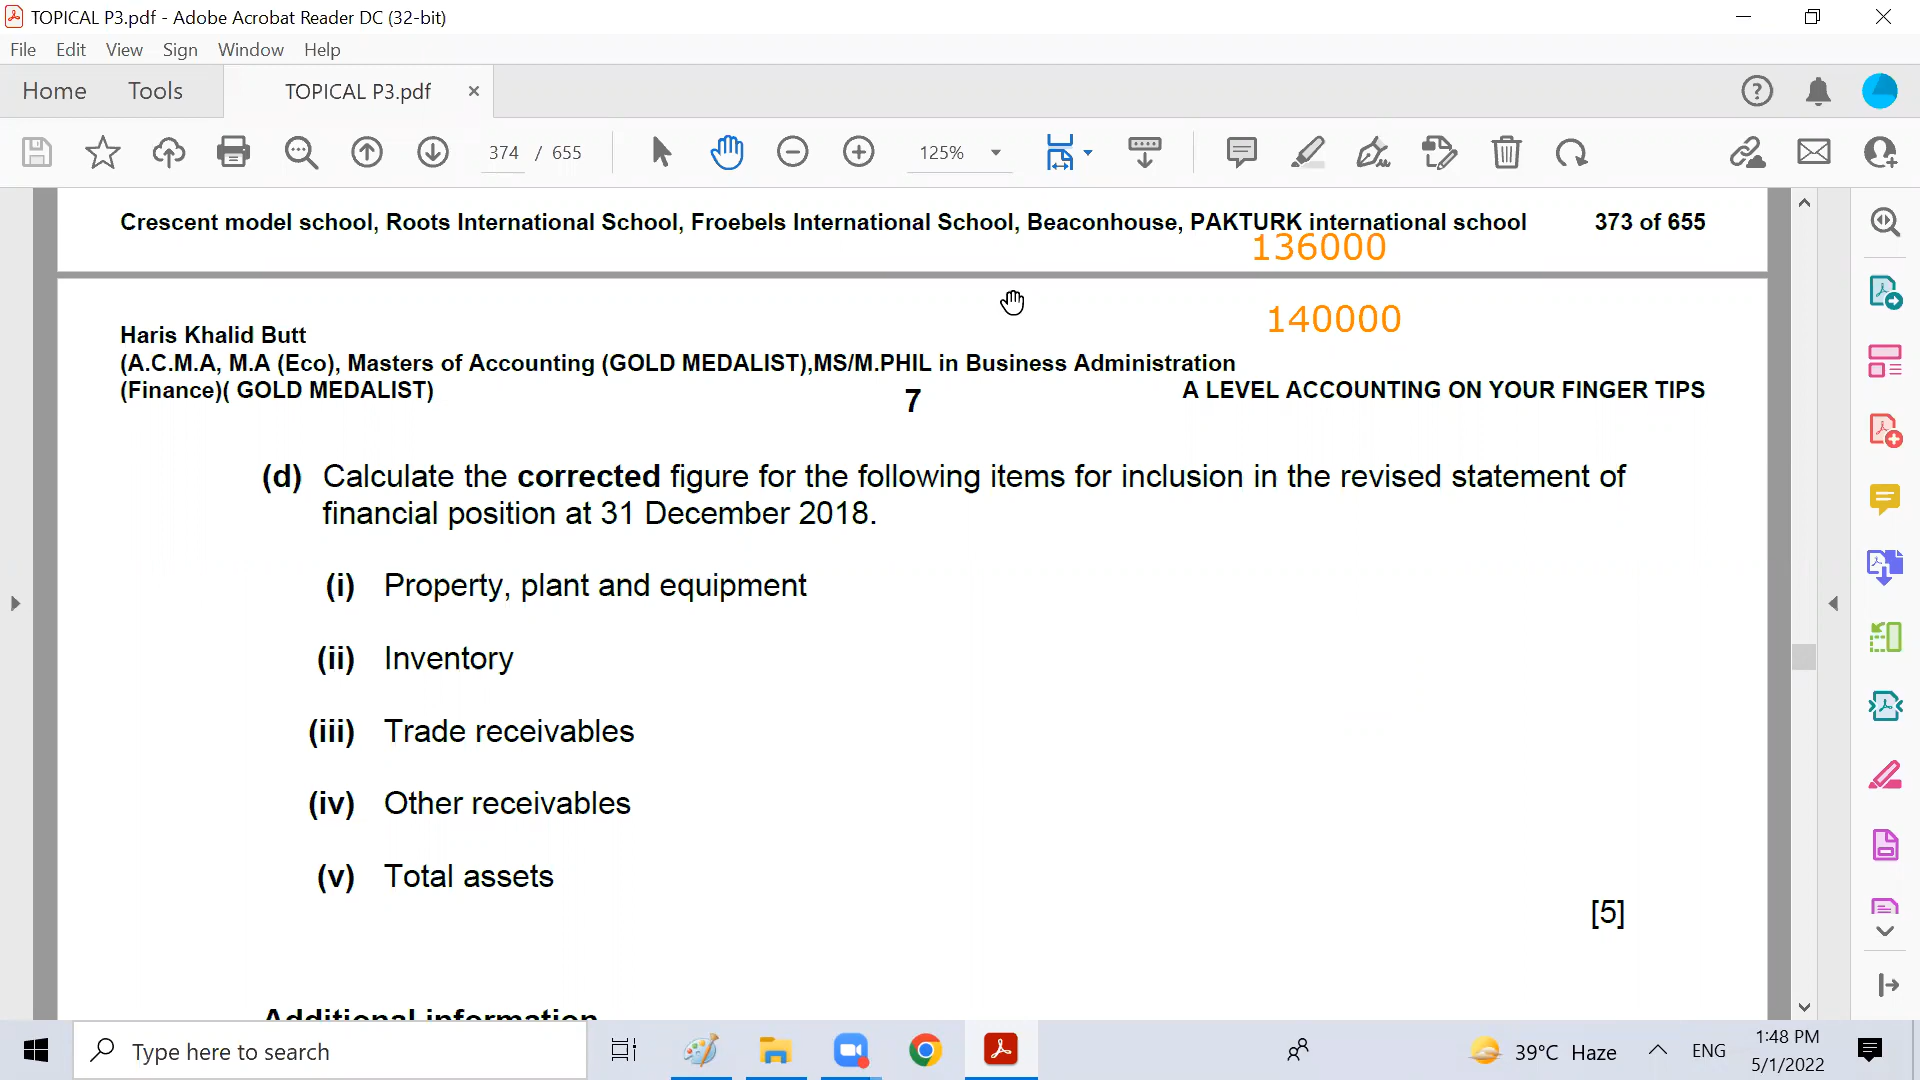 TOPICAL P3.pdf - Adobe Acrobat Reader DC (32-bit)
File Edit View Sign Window Help
Home Tools TOPICAL P3.pdf
374 / 655 125%
Crescent model school, Roots International School, Froebels International School, Beaconhouse, PAKTURK international school 373 of 655
136000
140000
Haris Khalid Butt
(A.C.M.A, M.A (Eco), Masters of Accounting (GOLD MEDALIST),MS/M.PHIL in Business Administration
(Finance)( GOLD MEDALIST) A LEVEL ACCOUNTING ON YOUR FINGER TIPS
7
(d) Calculate the corrected figure for the following items for inclusion in the revised statement of
financial position at 31 December 2018.
(i) Property, plant and equipment
(ii) Inventory
(iii) Trade receivables
(iv) Other receivables
(v) Total assets
[5]
Additional information
Type here to search
39°C Haze
ENG
1:48 PM
5/1/2022